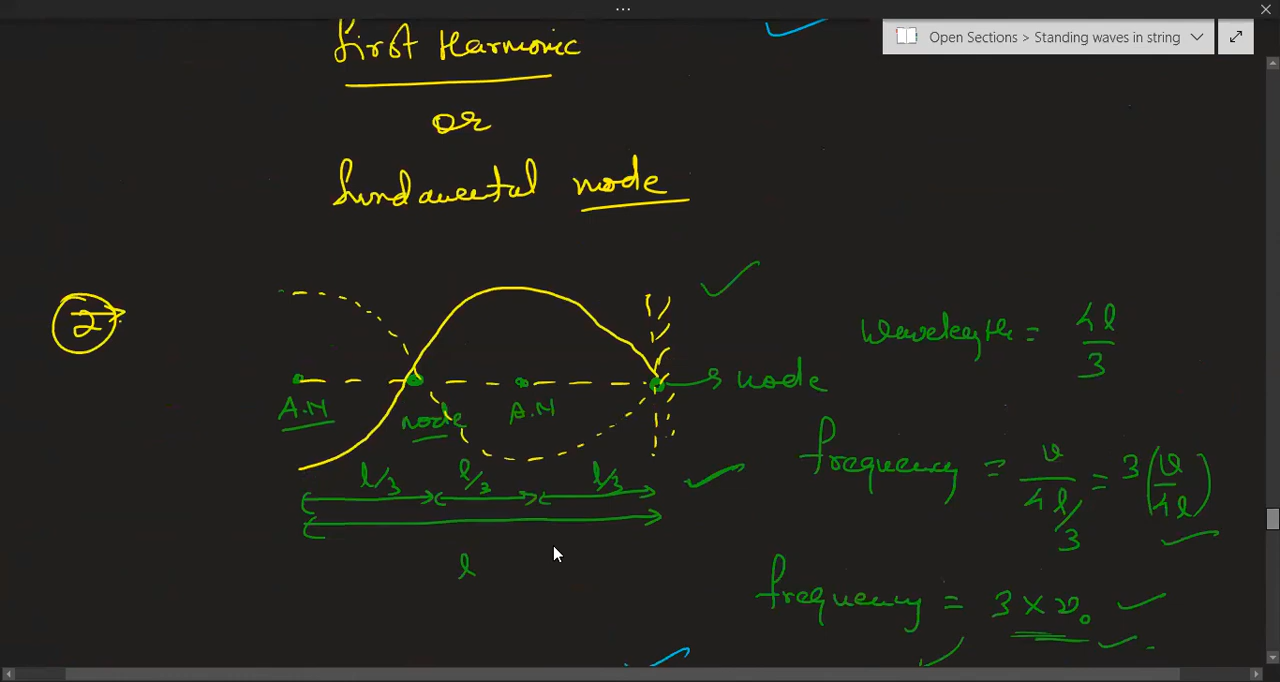 ...
Open Sections > Standing waves in string
First Harmonic
or
fundamental mode
2
node
A.N
node
A.N
l/3
l/3
l/3
l
wavelength = 4l/3
frequency = v/(4l/3) = 3(v/4l)
frequency = 3 × ν₀